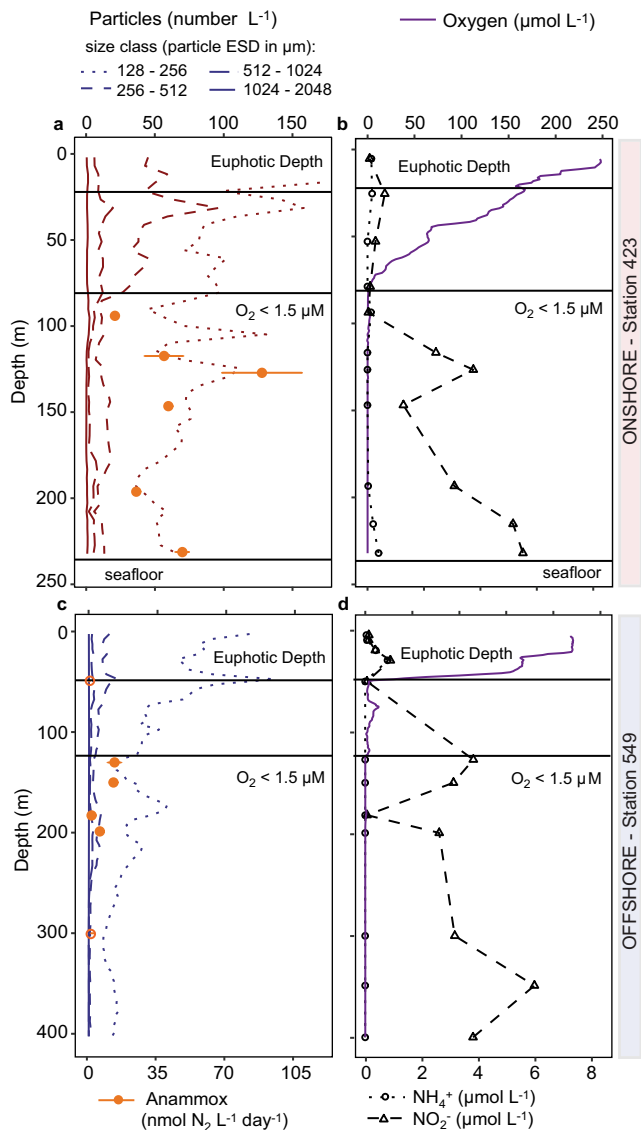 Particles (number L⁻¹)
size class (particle ESD in µm):
128 - 256
512 - 1024
256 - 512
1024 - 2048
Oxygen (µmol L⁻¹)
0 50 100 150
0 50 100 150 200 250
a
b
Euphotic Depth
Euphotic Depth
O₂ < 1.5 µM
O₂ < 1.5 µM
seafloor
seafloor
0
50
100
150
200
250
Depth (m)
ONSHORE - Station 423
c
d
Euphotic Depth
Euphotic Depth
O₂ < 1.5 µM
O₂ < 1.5 µM
0
100
200
300
400
Depth (m)
OFFSHORE - Station 549
0 35 70 105
0 2 4 6 8
Anammox
(nmol N₂ L⁻¹ day⁻¹)
NH₄⁺ (µmol L⁻¹)
NO₂⁻ (µmol L⁻¹)